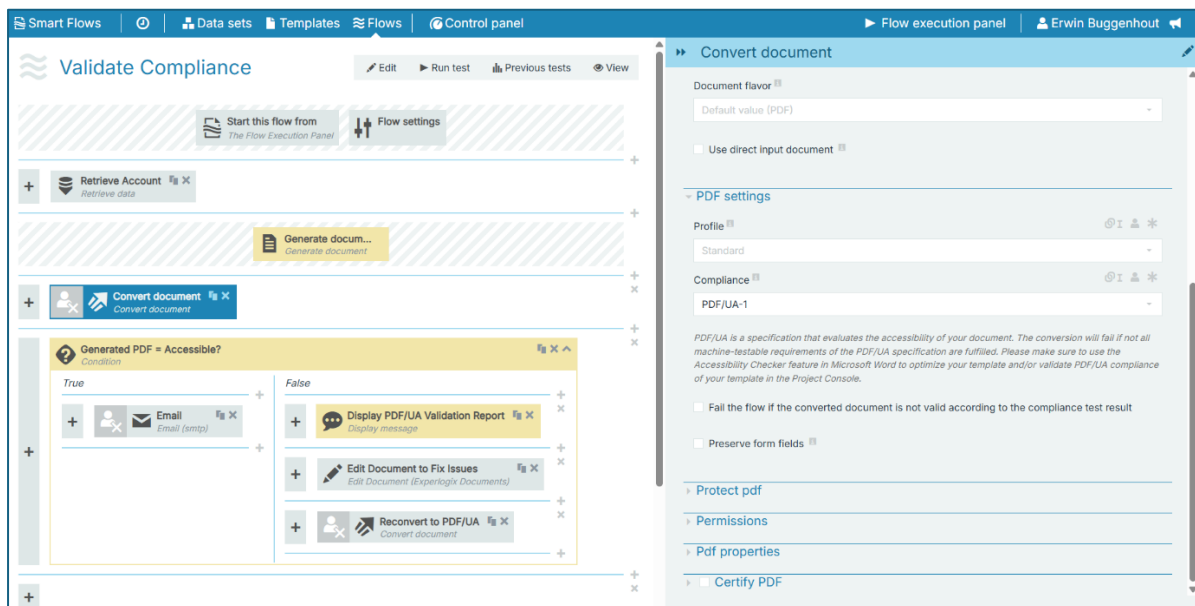 Smart Flows Data sets Templates Flows Control panel Flow execution panel Erwin Buggenhout
Validate Compliance
Edit Run test Previous tests View
Start this flow from
The Flow Execution Panel
Flow settings
Retrieve Account
Retrieve data
Generate docum...
Generate document
Convert document
Convert document
Generated PDF = Accessible?
Condition
True
Email
Email (smtp)
False
Display PDF/UA Validation Report
Display message
Edit Document to Fix Issues
Edit Document (Experlogix Documents)
Reconvert to PDF/UA
Convert document
Convert document
Document flavor
Default value (PDF)
Use direct input document
PDF settings
Profile
Standard
Compliance
PDF/UA-1
PDF/UA is a specification that evaluates the accessibility of your document. The conversion will fail if not all
machine-testable requirements of the PDF/UA specification are fulfilled. Please make sure to use the
Accessibility Checker feature in Microsoft Word to optimize your template and/or validate PDF/UA compliance
of your template in the Project Console.
Fail the flow if the converted document is not valid according to the compliance test result
Preserve form fields
Protect pdf
Permissions
Pdf properties
Certify PDF